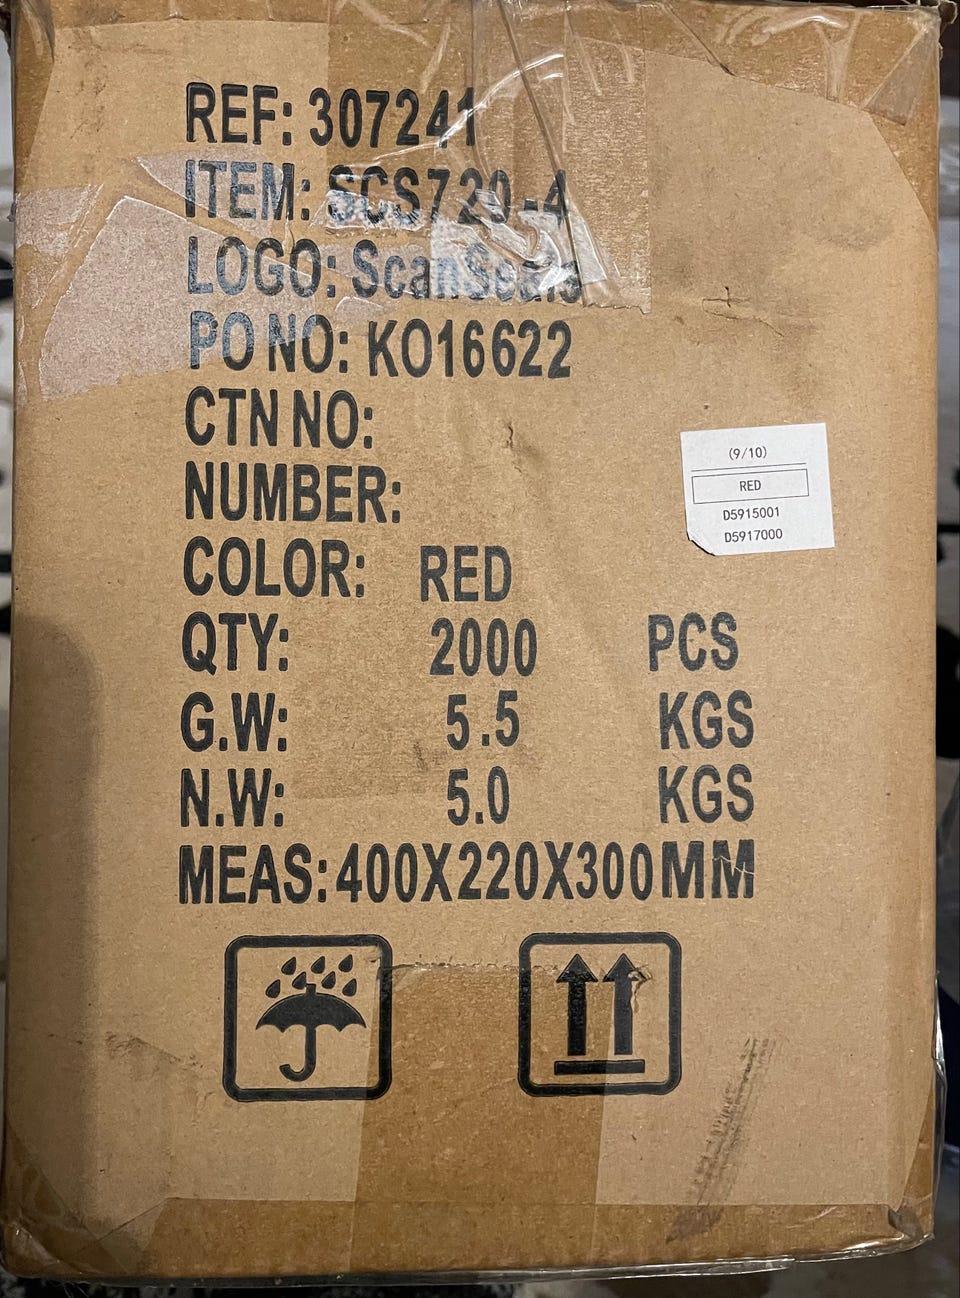 REF: 307241
ITEM: SCS720-4
LOGO: ScanSeals
PO NO: KO16622
CTN NO:
NUMBER:
COLOR: RED
QTY: 2000 PCS
G.W: 5.5 KGS
N.W: 5.0 KGS
MEAS: 400X220X300MM
(9/10)
RED
D5915001
D5917000